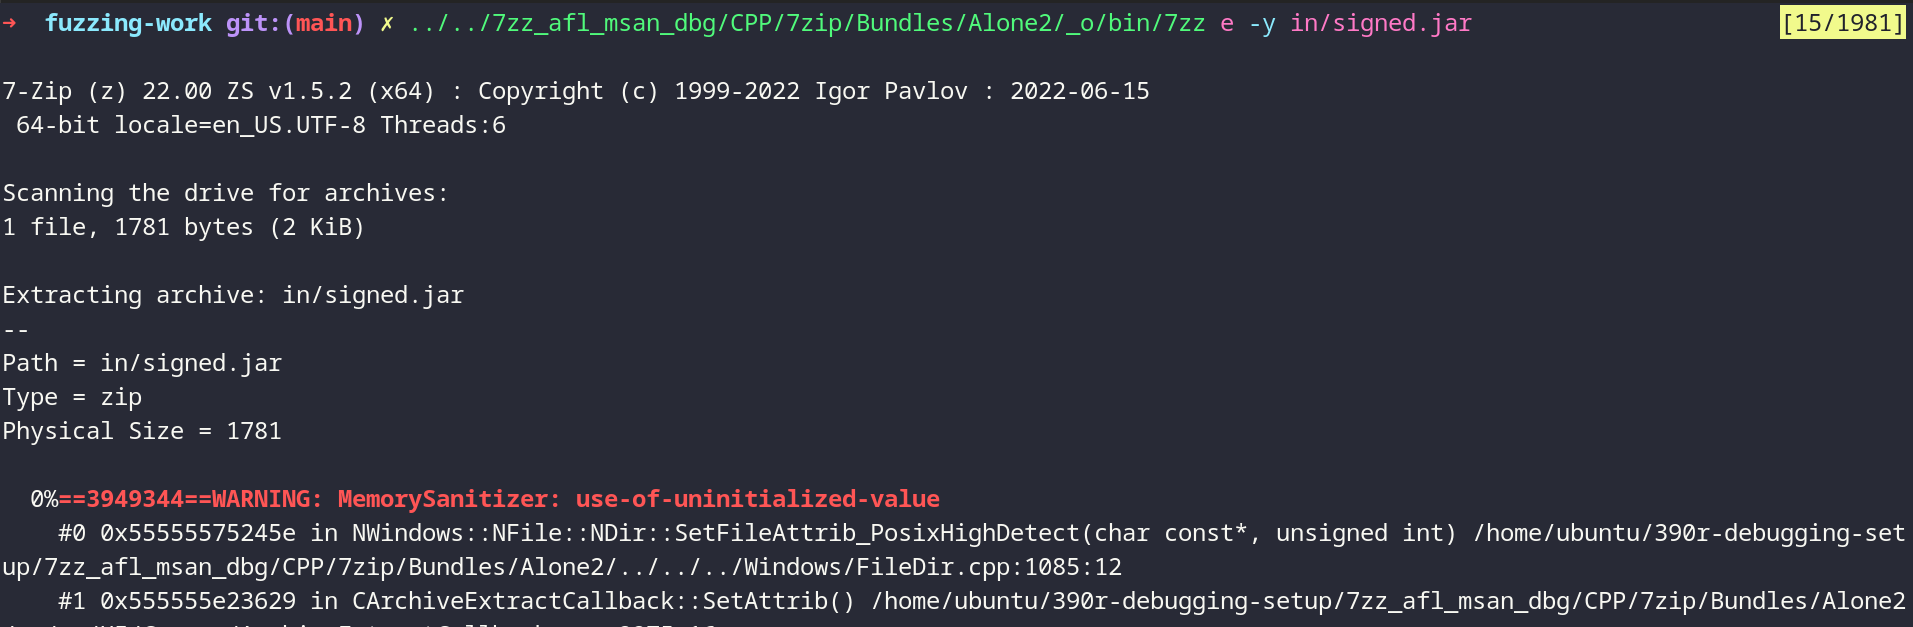 → fuzzing-work git:(main) ✗ ../../7zz_afl_msan_dbg/CPP/7zip/Bundles/Alone2/_o/bin/7zz e -y in/signed.jar [15/1981]
7-Zip (z) 22.00 ZS v1.5.2 (x64) : Copyright (c) 1999-2022 Igor Pavlov : 2022-06-15
64-bit locale=en_US.UTF-8 Threads:6
Scanning the drive for archives:
1 file, 1781 bytes (2 KiB)
Extracting archive: in/signed.jar
--
Path = in/signed.jar
Type = zip
Physical Size = 1781
0%==3949344==WARNING: MemorySanitizer: use-of-uninitialized-value
#0 0x55555575245e in NWindows::NFile::NDir::SetFileAttrib_PosixHighDetect(char const*, unsigned int) /home/ubuntu/390r-debugging-set
up/7zz_afl_msan_dbg/CPP/7zip/Bundles/Alone2/../../../Windows/FileDir.cpp:1085:12
#1 0x555555e23629 in CArchiveExtractCallback::SetAttrib() /home/ubuntu/390r-debugging-setup/7zz_afl_msan_dbg/CPP/7zip/Bundles/Alone2